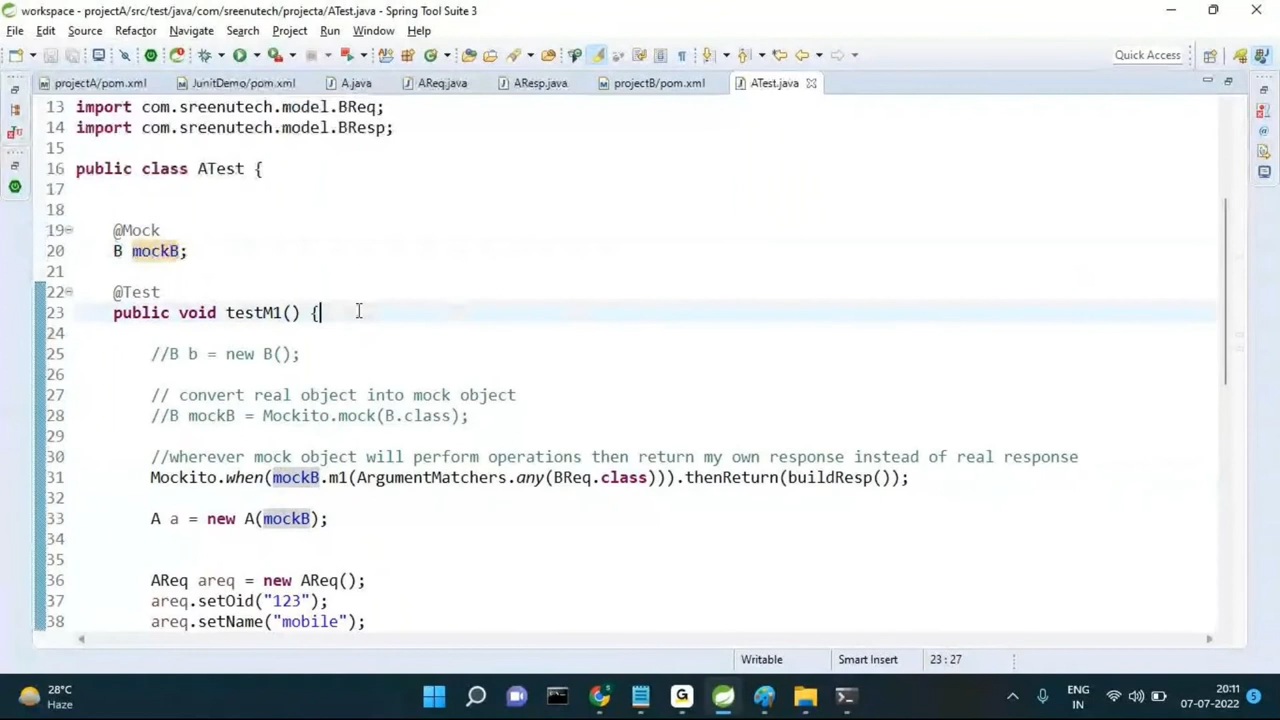 workspace - projectA/src/test/java/com/sreenutech/projecta/ATest.java - Spring Tool Suite 3
File Edit Source Refactor Navigate Search Project Run Window Help
Quick Access
projectA/pom.xml JunitDemo/pom.xml A.java AReq.java AResp.java projectB/pom.xml ATest.java
13 import com.sreenutech.model.BReq;
14 import com.sreenutech.model.BResp;
15
16 public class ATest {
17
18
19 @Mock
20 B mockB;
21
22 @Test
23 public void testM1() {
24
25 //B b = new B();
26
27 // convert real object into mock object
28 //B mockB = Mockito.mock(B.class);
29
30 //wherever mock object will perform operations then return my own response instead of real response
31 Mockito.when(mockB.m1(ArgumentMatchers.any(BReq.class))).thenReturn(buildResp());
32
33 A a = new A(mockB);
34
35
36 AReq areq = new AReq();
37 areq.setOid("123");
38 areq.setName("mobile");
Writable Smart Insert 23 : 27
28°C
Haze
ENG
IN
20:11
07-07-2022
5